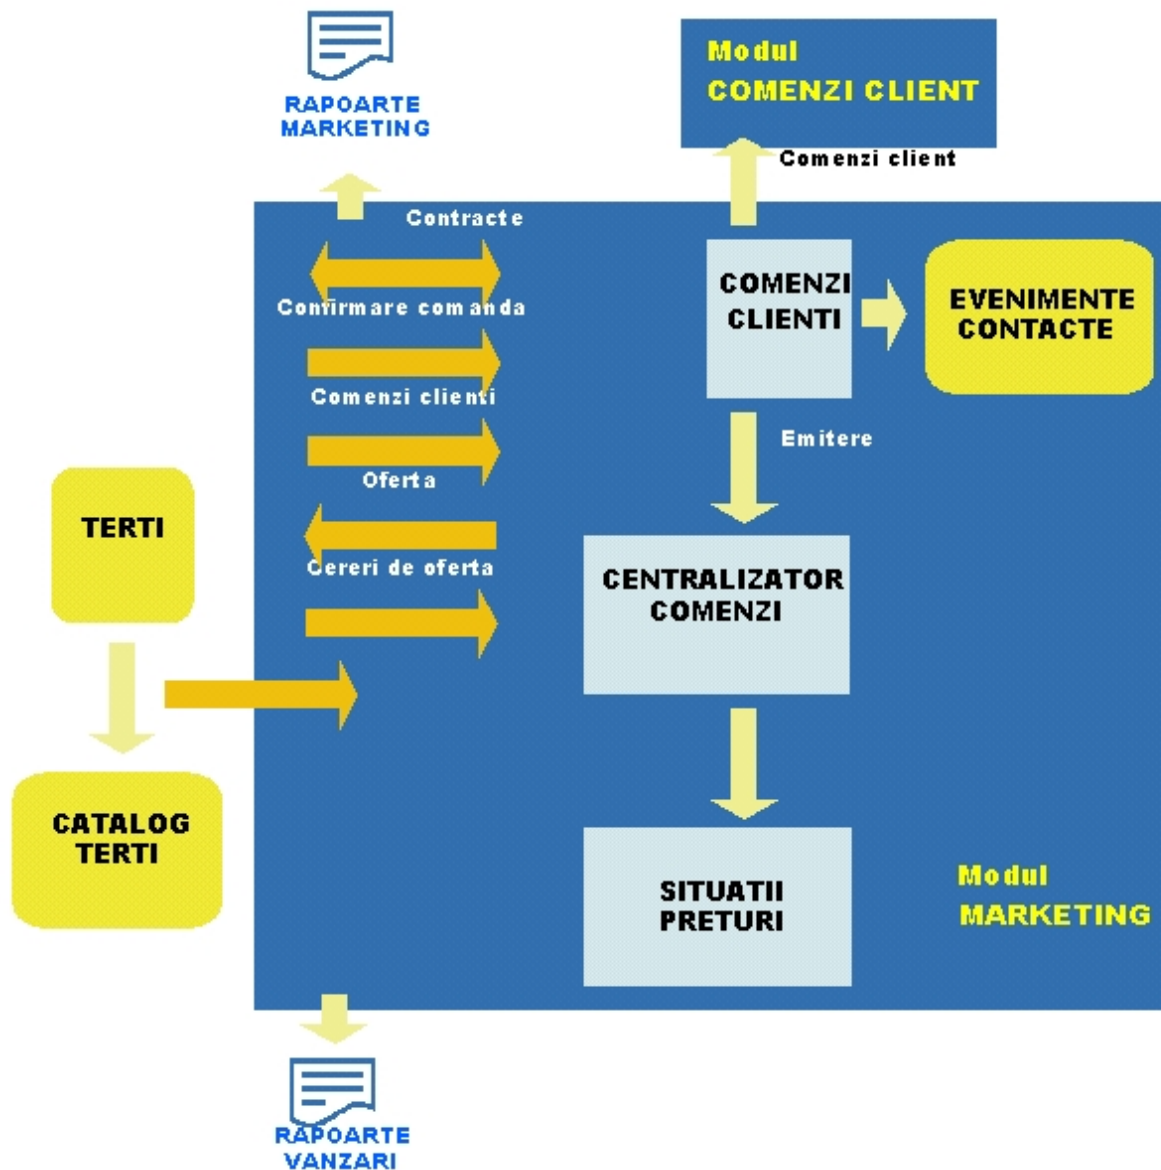 RAPOARTE
MARKETING
Modul
COMENZI CLIENT
Comenzi client
Contracte
Confirmare comanda
Comenzi clienti
Oferta
Cereri de oferta
COMENZI
CLIENTI
EVENIMENTE
CONTACTE
Emitere
TERTI
CENTRALIZATOR
COMENZI
CATALOG
TERTI
SITUATII
PRETURI
Modul
MARKETING
RAPOARTE
VANZARI